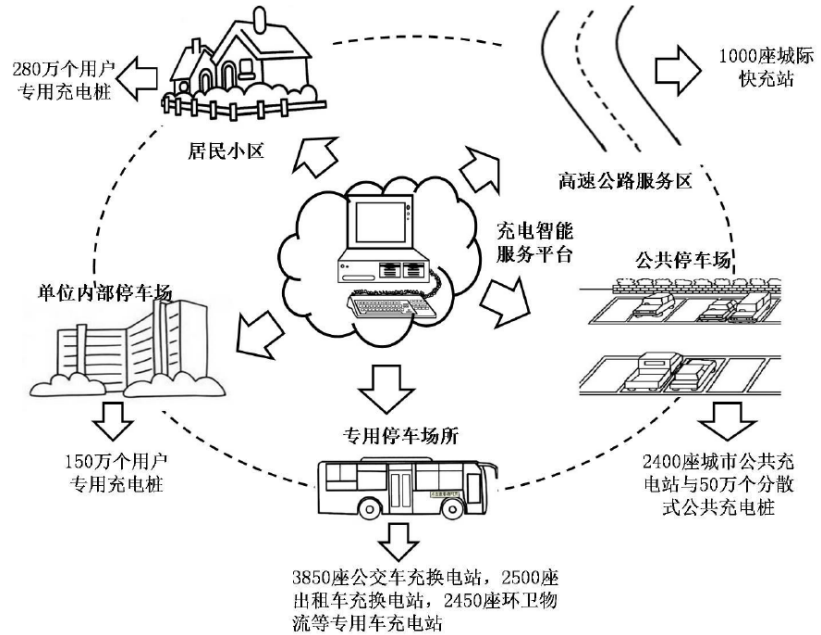 280万个用户
专用充电桩
居民小区
1000座城际
快充站
高速公路服务区
充电智能
服务平台
公共停车场
单位内部停车场
专用停车场所
150万个用户
专用充电桩
2400座城市公共充
电站与50万个分散
式公共充电桩
3850座公交车充换电站，2500座
出租车充换电站，2450座环卫物
流等专用车充电站